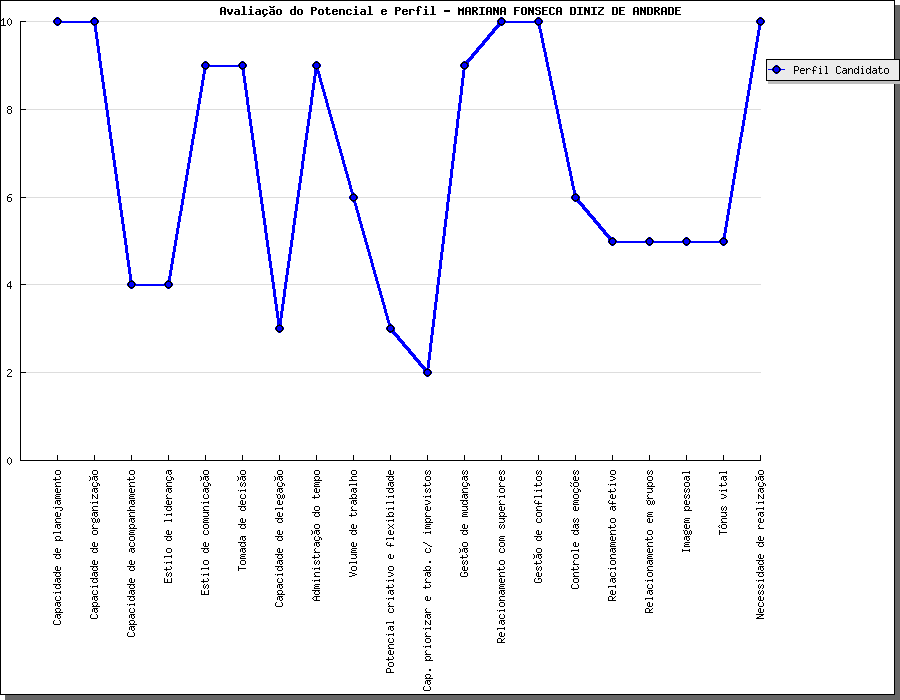 Avaliação do Potencial e Perfil - MARIANA FONSECA DINIZ DE ANDRADE
Perfil Candidato
10
8
6
4
2
0
Capacidade de planejamento
Capacidade de organização
Capacidade de acompanhamento
Estilo de liderança
Estilo de comunicação
Tomada de decisão
Capacidade de delegação
Administração do tempo
Volume de trabalho
Potencial criativo e flexibilidade
Cap. priorizar e trab. c/ imprevistos
Gestão de mudanças
Relacionamento com superiores
Gestão de conflitos
Controle das emoções
Relacionamento afetivo
Relacionamento em grupos
Imagem pessoal
Tônus vital
Necessidade de realização